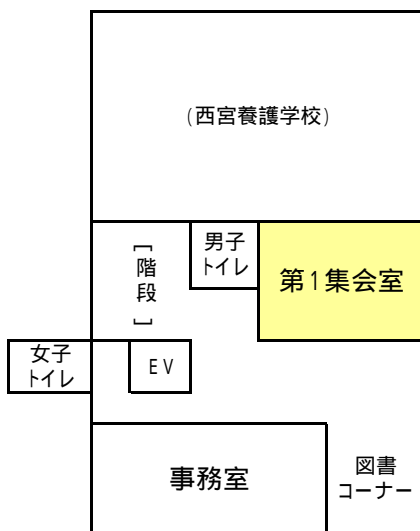 (西宮養護学校)
[階段]
男子
トイレ
第1集会室
女子
トイレ
EV
事務室
図書
コーナー